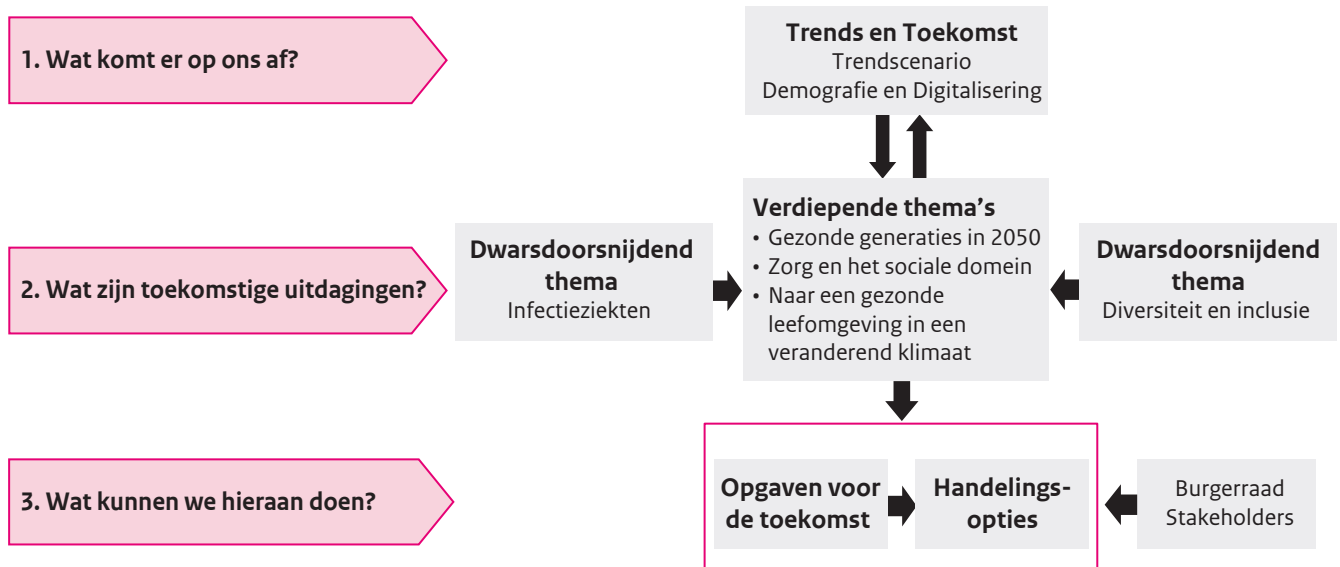 1. Wat komt er op ons af?
Trends en Toekomst
Trendscenario
Demografie en Digitalisering
2. Wat zijn toekomstige uitdagingen?
Dwarsdoorsnijdend
thema
Infectieziekten
Verdiepende thema's
• Gezonde generaties in 2050
• Zorg en het sociale domein
• Naar een gezonde
leefomgeving in een
veranderend klimaat
Dwarsdoorsnijdend
thema
Diversiteit en inclusie
3. Wat kunnen we hieraan doen?
Opgaven voor
de toekomst
Handelings-
opties
Burgerraad
Stakeholders